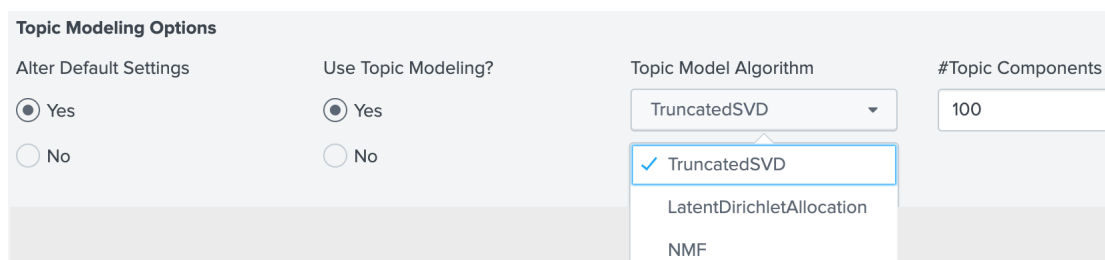 Topic Modeling Options
Alter Default Settings Use Topic Modeling? Topic Model Algorithm #Topic Components
Yes Yes TruncatedSVD 100
No No TruncatedSVD
LatentDirichletAllocation
NMF